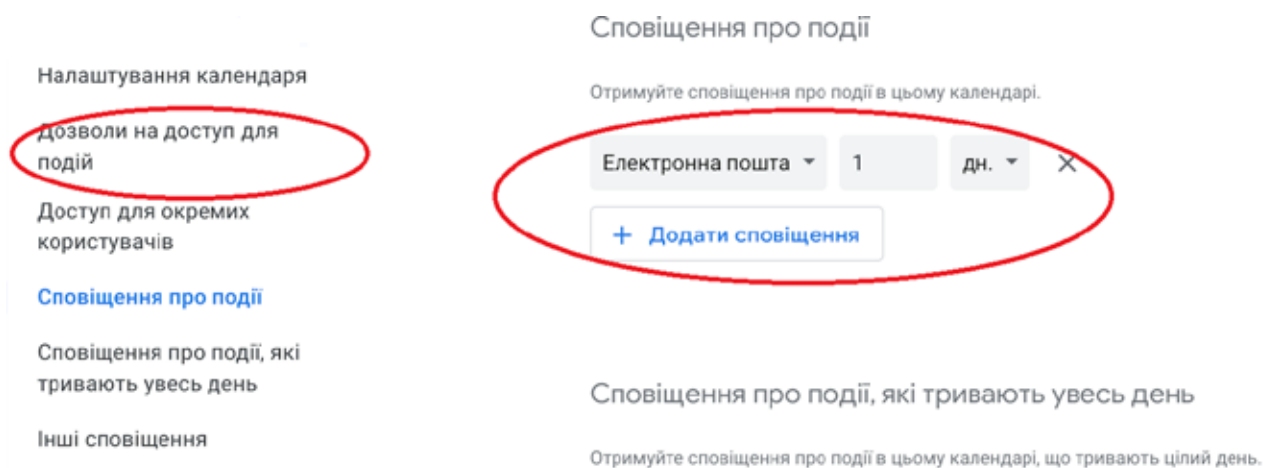 Налаштування календаря
Дозволи на доступ для
подій
Доступ для окремих
користувачів
Сповіщення про події
Сповіщення про події, які
тривають увесь день
Інші сповіщення
Сповіщення про події
Отримуйте сповіщення про події в цьому календарі.
Електронна пошта 1 дн.
+ Додати сповіщення
Сповіщення про події, які тривають увесь день
Отримуйте сповіщення про події в цьому календарі, що тривають цілий день.